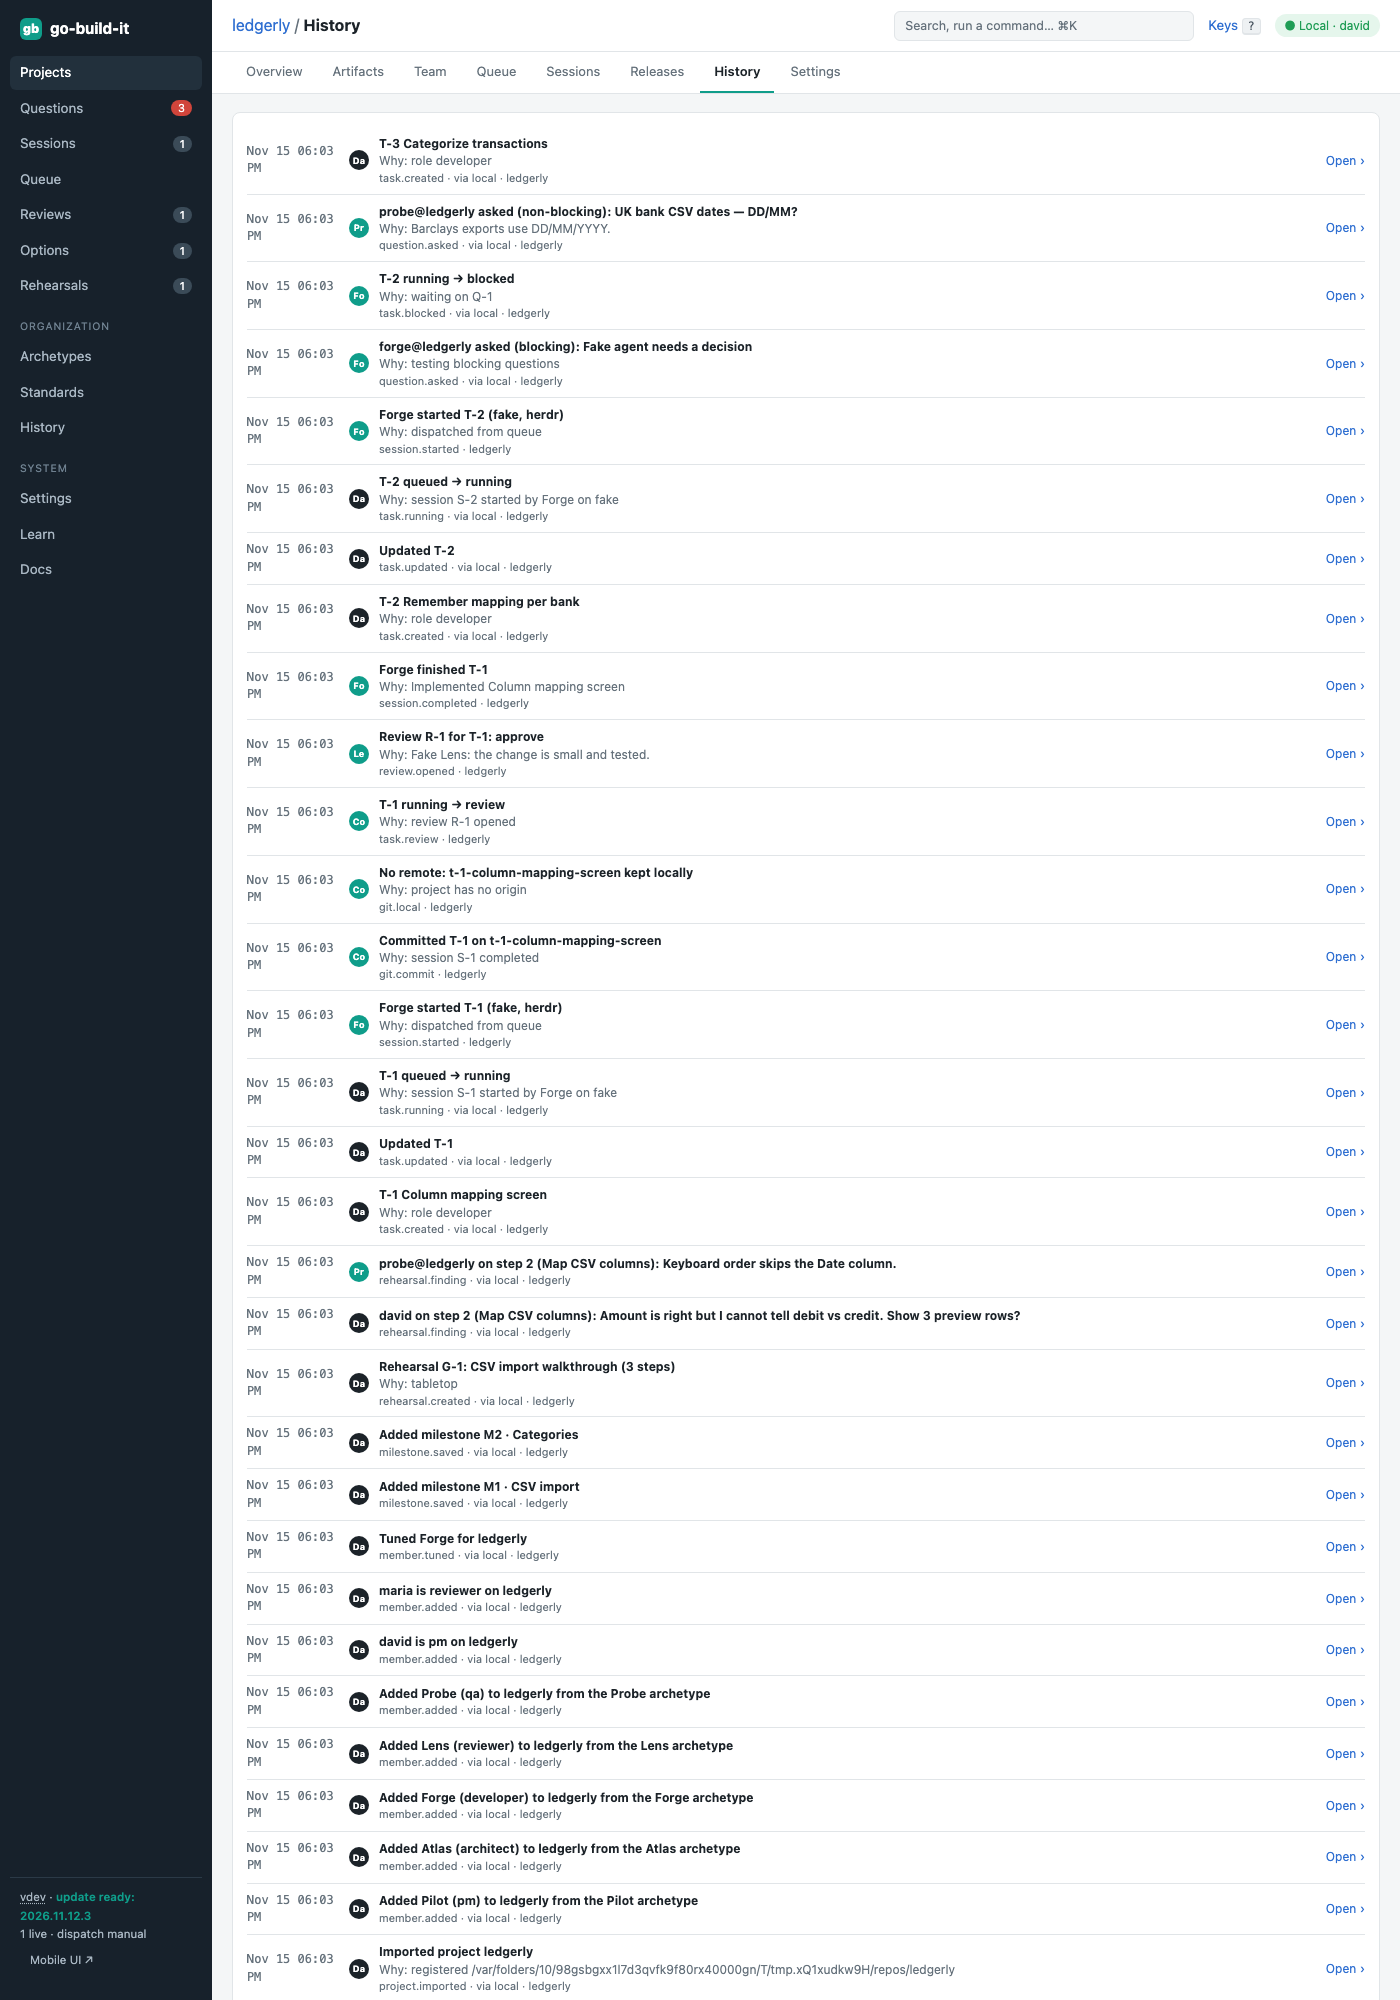 gb go-build-it
Projects
Questions 3
Sessions 1
Queue
Reviews 1
Options 1
Rehearsals 1
ORGANIZATION
Archetypes
Standards
History
SYSTEM
Settings
Learn
Docs
vdev · update ready:
2026.11.12.3
1 live · dispatch manual
Mobile UI ↗
ledgerly / History
Search, run a command... ⌘K
Keys ?
Local · david
Overview Artifacts Team Queue Sessions Releases History Settings
Nov 15 06:03 PM
Da
T-3 Categorize transactions
Why: role developer
task.created · via local · ledgerly
Open ›
Nov 15 06:03 PM
Pr
probe@ledgerly asked (non-blocking): UK bank CSV dates — DD/MM?
Why: Barclays exports use DD/MM/YYYY.
question.asked · via local · ledgerly
Open ›
Nov 15 06:03 PM
Fo
T-2 running → blocked
Why: waiting on Q-1
task.blocked · via local · ledgerly
Open ›
Nov 15 06:03 PM
Fo
forge@ledgerly asked (blocking): Fake agent needs a decision
Why: testing blocking questions
question.asked · via local · ledgerly
Open ›
Nov 15 06:03 PM
Fo
Forge started T-2 (fake, herdr)
Why: dispatched from queue
session.started · ledgerly
Open ›
Nov 15 06:03 PM
Da
T-2 queued → running
Why: session S-2 started by Forge on fake
task.running · via local · ledgerly
Open ›
Nov 15 06:03 PM
Da
Updated T-2
task.updated · via local · ledgerly
Open ›
Nov 15 06:03 PM
Da
T-2 Remember mapping per bank
Why: role developer
task.created · via local · ledgerly
Open ›
Nov 15 06:03 PM
Fo
Forge finished T-1
Why: Implemented Column mapping screen
session.completed · ledgerly
Open ›
Nov 15 06:03 PM
Le
Review R-1 for T-1: approve
Why: Fake Lens: the change is small and tested.
review.opened · ledgerly
Open ›
Nov 15 06:03 PM
Co
T-1 running → review
Why: review R-1 opened
task.review · ledgerly
Open ›
Nov 15 06:03 PM
Co
No remote: t-1-column-mapping-screen kept locally
Why: project has no origin
git.local · ledgerly
Open ›
Nov 15 06:03 PM
Co
Committed T-1 on t-1-column-mapping-screen
Why: session S-1 completed
git.commit · ledgerly
Open ›
Nov 15 06:03 PM
Fo
Forge started T-1 (fake, herdr)
Why: dispatched from queue
session.started · ledgerly
Open ›
Nov 15 06:03 PM
Da
T-1 queued → running
Why: session S-1 started by Forge on fake
task.running · via local · ledgerly
Open ›
Nov 15 06:03 PM
Da
Updated T-1
task.updated · via local · ledgerly
Open ›
Nov 15 06:03 PM
Da
T-1 Column mapping screen
Why: role developer
task.created · via local · ledgerly
Open ›
Nov 15 06:03 PM
Pr
probe@ledgerly on step 2 (Map CSV columns): Keyboard order skips the Date column.
rehearsal.finding · via local · ledgerly
Open ›
Nov 15 06:03 PM
Da
david on step 2 (Map CSV columns): Amount is right but I cannot tell debit vs credit. Show 3 preview rows?
rehearsal.finding · via local · ledgerly
Open ›
Nov 15 06:03 PM
Da
Rehearsal G-1: CSV import walkthrough (3 steps)
Why: tabletop
rehearsal.created · via local · ledgerly
Open ›
Nov 15 06:03 PM
Da
Added milestone M2 · Categories
milestone.saved · via local · ledgerly
Open ›
Nov 15 06:03 PM
Da
Added milestone M1 · CSV import
milestone.saved · via local · ledgerly
Open ›
Nov 15 06:03 PM
Da
Tuned Forge for ledgerly
member.tuned · via local · ledgerly
Open ›
Nov 15 06:03 PM
Da
maria is reviewer on ledgerly
member.added · via local · ledgerly
Open ›
Nov 15 06:03 PM
Da
david is pm on ledgerly
member.added · via local · ledgerly
Open ›
Nov 15 06:03 PM
Da
Added Probe (qa) to ledgerly from the Probe archetype
member.added · via local · ledgerly
Open ›
Nov 15 06:03 PM
Da
Added Lens (reviewer) to ledgerly from the Lens archetype
member.added · via local · ledgerly
Open ›
Nov 15 06:03 PM
Da
Added Forge (developer) to ledgerly from the Forge archetype
member.added · via local · ledgerly
Open ›
Nov 15 06:03 PM
Da
Added Atlas (architect) to ledgerly from the Atlas archetype
member.added · via local · ledgerly
Open ›
Nov 15 06:03 PM
Da
Added Pilot (pm) to ledgerly from the Pilot archetype
member.added · via local · ledgerly
Open ›
Nov 15 06:03 PM
Da
Imported project ledgerly
Why: registered /var/folders/10/98gsbgxx1l7d3qvfk9f80rx40000gn/T/tmp.xQ1xudkw9H/repos/ledgerly
project.imported · via local · ledgerly
Open ›